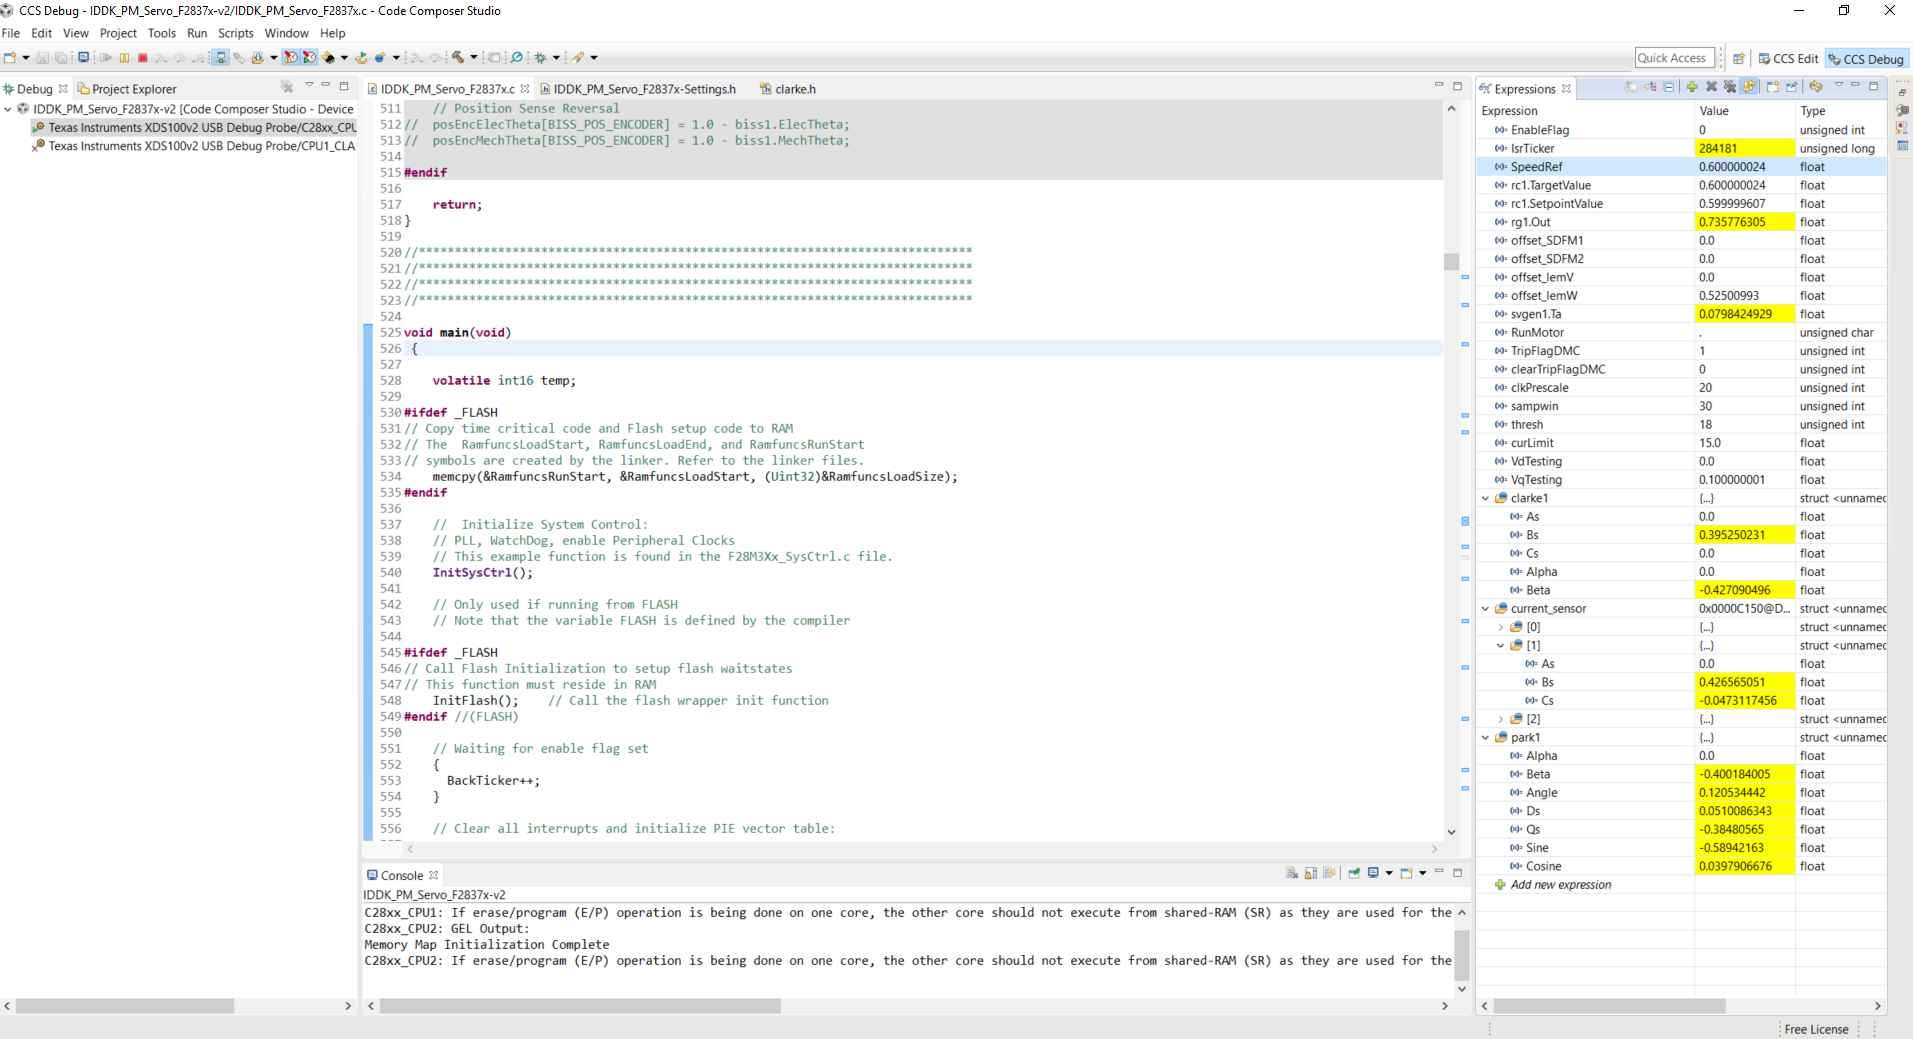 CCS Debug - IDDK_PM_Servo_F2837x-v2/IDDK_PM_Servo_F2837x.c - Code Composer Studio
File Edit View Project Tools Run Scripts Window Help
Quick Access CCS Edit CCS Debug
Debug Project Explorer
IDDK_PM_Servo_F2837x-v2 [Code Composer Studio - Device
Texas Instruments XDS100v2 USB Debug Probe/C28xx_CPU
Texas Instruments XDS100v2 USB Debug Probe/CPU1_CLA
IDDK_PM_Servo_F2837x.c IDDK_PM_Servo_F2837x-Settings.h clarke.h
511 // Position Sense Reversal
512 // posEncElecTheta[BISS_POS_ENCODER] = 1.0 - biss1.ElecTheta;
513 // posEncMechTheta[BISS_POS_ENCODER] = 1.0 - biss1.MechTheta;
514
515 #endif
516
517 return;
518 }
519
520 //******************************************************************************
521 //******************************************************************************
522 //******************************************************************************
523 //******************************************************************************
524
525 void main(void)
526 {
527
528 volatile int16 temp;
529
530 #ifdef _FLASH
531 // Copy time critical code and Flash setup code to RAM
532 // The RamfuncsLoadStart, RamfuncsLoadEnd, and RamfuncsRunStart
533 // symbols are created by the linker. Refer to the linker files.
534 memcpy(&RamfuncsRunStart, &RamfuncsLoadStart, (Uint32)&RamfuncsLoadSize);
535 #endif
536
537 // Initialize System Control:
538 // PLL, WatchDog, enable Peripheral Clocks
539 // This example function is found in the F28M3Xx_SysCtrl.c file.
540 InitSysCtrl();
541
542 // Only used if running from FLASH
543 // Note that the variable FLASH is defined by the compiler
544
545 #ifdef _FLASH
546 // Call Flash Initialization to setup flash waitstates
547 // This function must reside in RAM
548 InitFlash(); // Call the flash wrapper init function
549 #endif //(FLASH)
550
551 // Waiting for enable flag set
552 {
553 BackTicker++;
554 }
555
556 // Clear all interrupts and initialize PIE vector table:
Console
IDDK_PM_Servo_F2837x-v2
C28xx_CPU1: If erase/program (E/P) operation is being done on one core, the other core should not execute from shared-RAM (SR) as they are used for the
C28xx_CPU2: GEL Output:
Memory Map Initialization Complete
C28xx_CPU2: If erase/program (E/P) operation is being done on one core, the other core should not execute from shared-RAM (SR) as they are used for the
Expressions
Expression Value Type
EnableFlag 0 unsigned int
IsrTicker 284181 unsigned long
SpeedRef 0.600000024 float
rc1.TargetValue 0.600000024 float
rc1.SetpointValue 0.599999607 float
rg1.Out 0.735776305 float
offset_SDFM1 0.0 float
offset_SDFM2 0.0 float
offset_lemV 0.0 float
offset_lemW 0.52500993 float
svgen1.Ta 0.0798424929 float
RunMotor . unsigned char
TripFlagDMC 1 unsigned int
clearTripFlagDMC 0 unsigned int
clkPrescale 20 unsigned int
sampwin 30 unsigned int
thresh 18 unsigned int
curLimit 15.0 float
VdTesting 0.0 float
VqTesting 0.100000001 float
clarke1 {...} struct <unnamed
As 0.0 float
Bs 0.395250231 float
Cs 0.0 float
Alpha 0.0 float
Beta -0.427090496 float
current_sensor 0x0000C150@D... struct <unnamed
[0] {...} struct <unnamed
[1] {...} struct <unnamed
As 0.0 float
Bs 0.426565051 float
Cs -0.0473117456 float
[2] {...} struct <unnamed
park1 {...} struct <unnamed
Alpha 0.0 float
Beta -0.400184005 float
Angle 0.120534442 float
Ds 0.0510086343 float
Qs -0.38480565 float
Sine -0.58942163 float
Cosine 0.0397906676 float
Add new expression
Free License